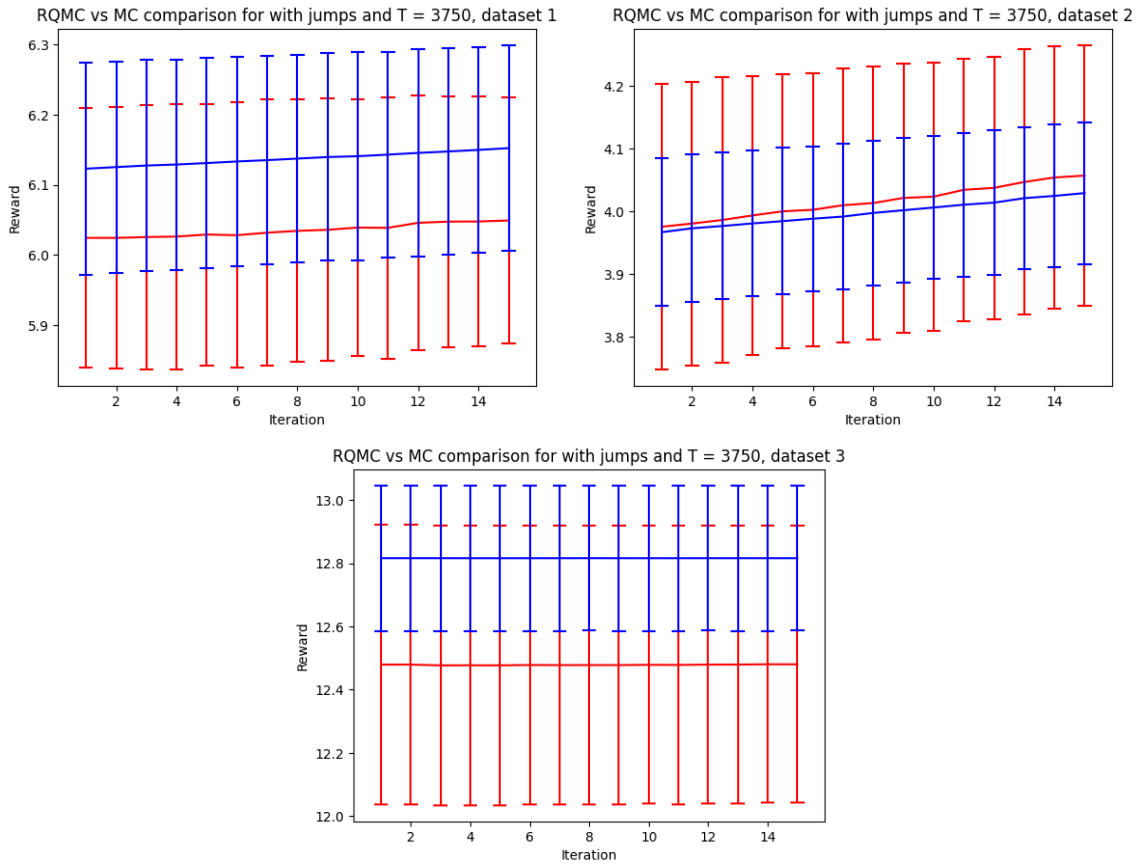 RQMC vs MC comparison for with jumps and T = 3750, dataset 1
6.3
6.2
6.1
6.0
5.9
Reward
2 4 6 8 10 12 14
Iteration
RQMC vs MC comparison for with jumps and T = 3750, dataset 2
4.2
4.1
4.0
3.9
3.8
Reward
2 4 6 8 10 12 14
Iteration
RQMC vs MC comparison for with jumps and T = 3750, dataset 3
13.0
12.8
12.6
12.4
12.2
12.0
Reward
2 4 6 8 10 12 14
Iteration